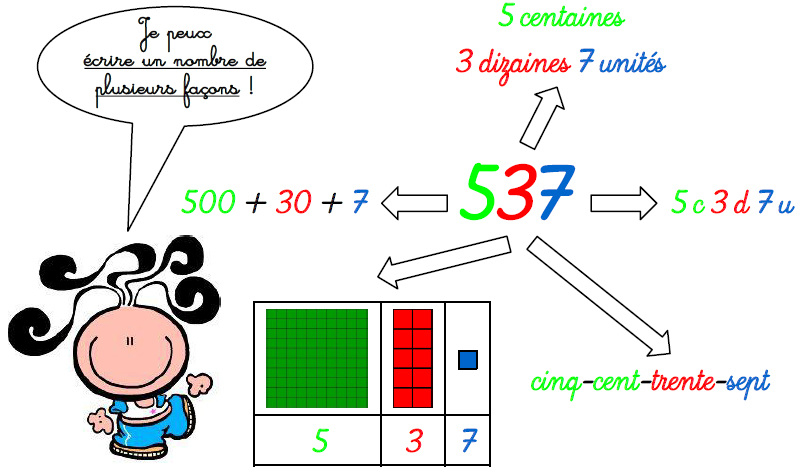 Je peux
écrire un nombre de
plusieurs façons !
5 centaines
3 dizaines 7 unités
500 + 30 + 7
537
5 c 3 d 7 u
cinq-cent-trente-sept
5 3 7